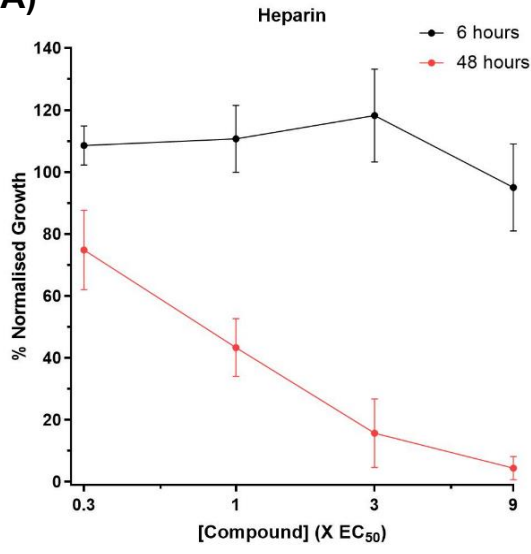 A)
Heparin
6 hours
48 hours
140
120
100
80
60
40
20
0
% Normalised Growth
0.3 1 3 9
[Compound] (X EC₅₀)